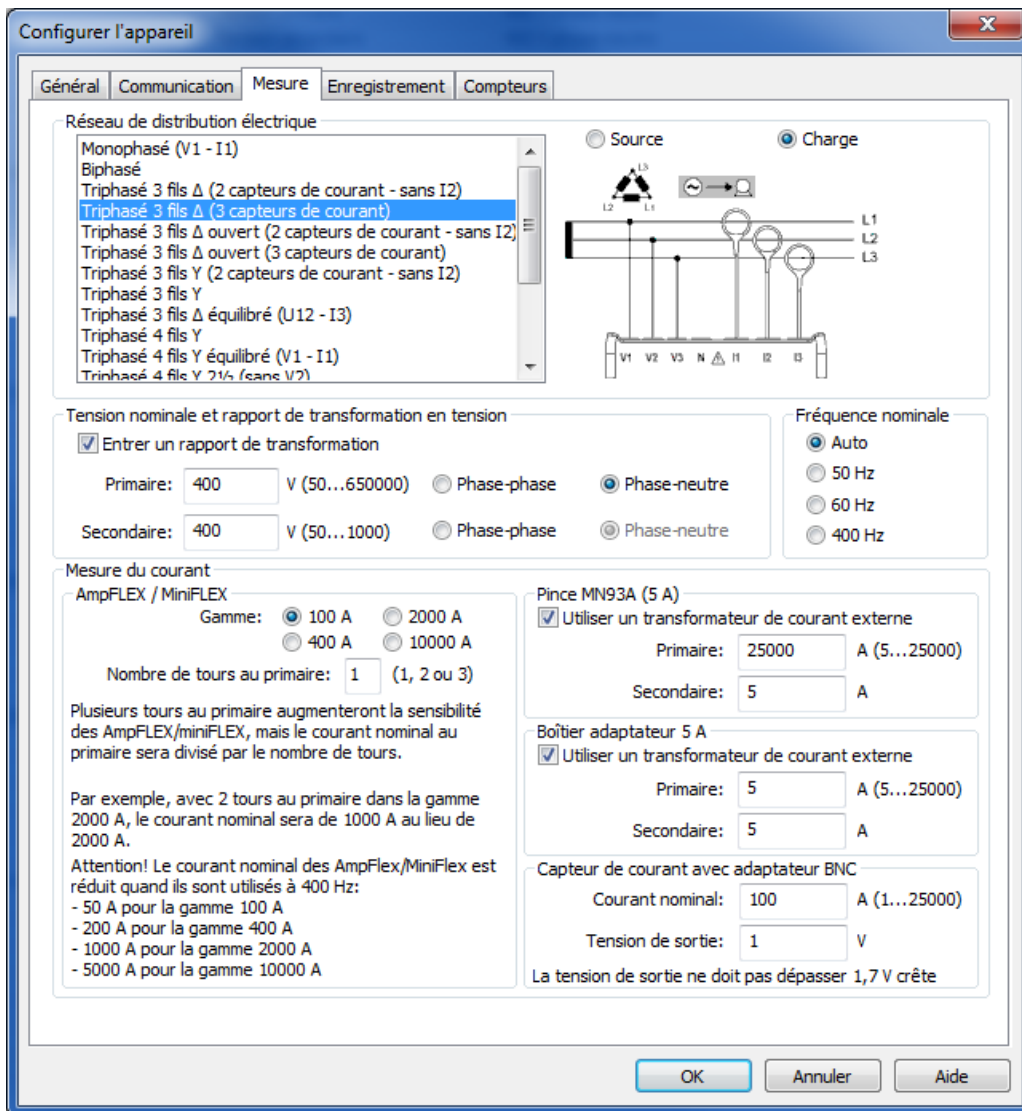 Configurer l'appareil
Général Communication Mesure Enregistrement Compteurs
Réseau de distribution électrique
Monophasé (V1 - I1)
Biphasé
Triphasé 3 fils Δ (2 capteurs de courant - sans I2)
Triphasé 3 fils Δ (3 capteurs de courant)
Triphasé 3 fils Δ ouvert (2 capteurs de courant - sans I2)
Triphasé 3 fils Δ ouvert (3 capteurs de courant)
Triphasé 3 fils Y (2 capteurs de courant - sans I2)
Triphasé 3 fils Y
Triphasé 3 fils Δ équilibré (U12 - I3)
Triphasé 4 fils Y
Triphasé 4 fils Y équilibré (V1 - I1)
Triphasé 4 fils Y 2½ (sans V2)
Source Charge
L3
L2 L1
L1
L2
L3
V1 V2 V3 N I1 I2 I3
Tension nominale et rapport de transformation en tension
Entrer un rapport de transformation
Primaire: 400 V (50...650000) Phase-phase Phase-neutre
Secondaire: 400 V (50...1000) Phase-phase Phase-neutre
Fréquence nominale
Auto
50 Hz
60 Hz
400 Hz
Mesure du courant
AmpFLEX / MiniFLEX
Gamme: 100 A 2000 A
400 A 10000 A
Nombre de tours au primaire: 1 (1, 2 ou 3)
Plusieurs tours au primaire augmenteront la sensibilité
des AmpFLEX/miniFLEX, mais le courant nominal au
primaire sera divisé par le nombre de tours.
Par exemple, avec 2 tours au primaire dans la gamme
2000 A, le courant nominal sera de 1000 A au lieu de
2000 A.
Attention! Le courant nominal des AmpFlex/MiniFlex est
réduit quand ils sont utilisés à 400 Hz:
- 50 A pour la gamme 100 A
- 200 A pour la gamme 400 A
- 1000 A pour la gamme 2000 A
- 5000 A pour la gamme 10000 A
Pince MN93A (5 A)
Utiliser un transformateur de courant externe
Primaire: 25000 A (5...25000)
Secondaire: 5 A
Boîtier adaptateur 5 A
Utiliser un transformateur de courant externe
Primaire: 5 A (5...25000)
Secondaire: 5 A
Capteur de courant avec adaptateur BNC
Courant nominal: 100 A (1...25000)
Tension de sortie: 1 V
La tension de sortie ne doit pas dépasser 1,7 V crête
OK Annuler Aide